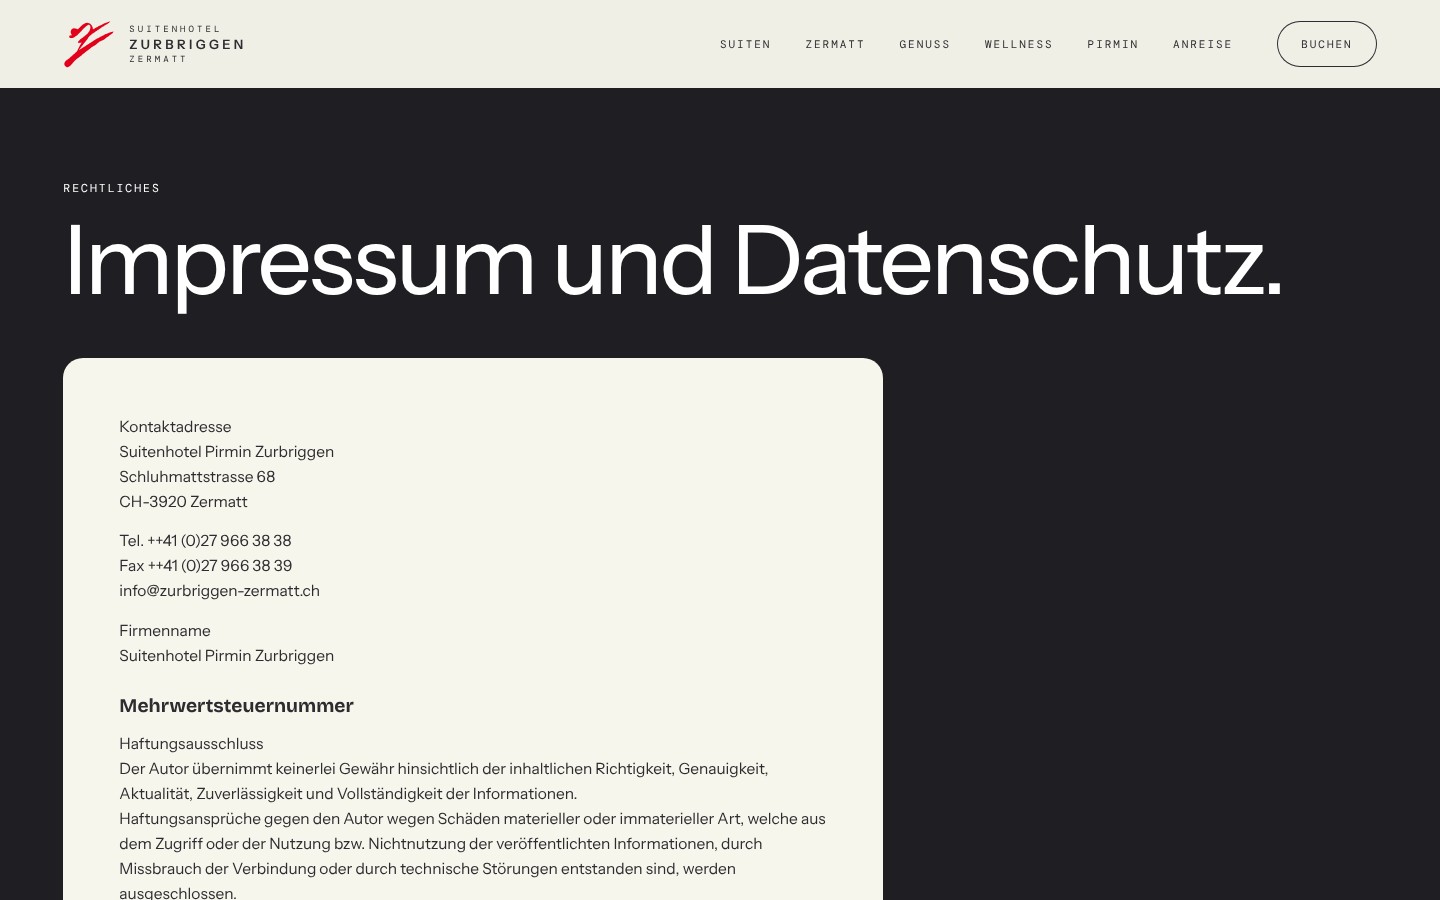 SUITENHOTEL
ZURBRIGGEN
ZERMATT
SUITEN
ZERMATT
GENUSS
WELLNESS
PIRMIN
ANREISE
BUCHEN
RECHTLICHES
Impressum und Datenschutz.
Kontaktadresse
Suitenhotel Pirmin Zurbriggen
Schluhmattstrasse 68
CH-3920 Zermatt
Tel. ++41 (0)27 966 38 38
Fax ++41 (0)27 966 38 39
info@zurbriggen-zermatt.ch
Firmenname
Suitenhotel Pirmin Zurbriggen
Mehrwertsteuernummer
Haftungsausschluss
Der Autor übernimmt keinerlei Gewähr hinsichtlich der inhaltlichen Richtigkeit, Genauigkeit,
Aktualität, Zuverlässigkeit und Vollständigkeit der Informationen.
Haftungsansprüche gegen den Autor wegen Schäden materieller oder immaterieller Art, welche aus
dem Zugriff oder der Nutzung bzw. Nichtnutzung der veröffentlichten Informationen, durch
Missbrauch der Verbindung oder durch technische Störungen entstanden sind, werden
ausgeschlossen.